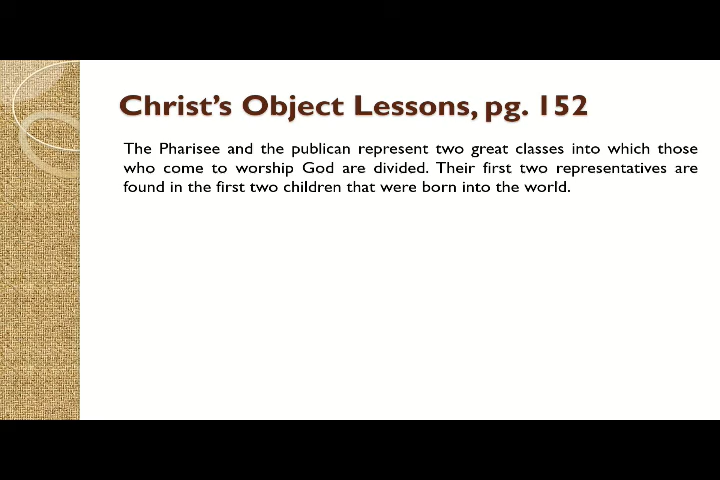 Christ's Object Lessons, pg. 152
The Pharisee and the publican represent two great classes into which those
who come to worship God are divided. Their first two representatives are
found in the first two children that were born into the world.